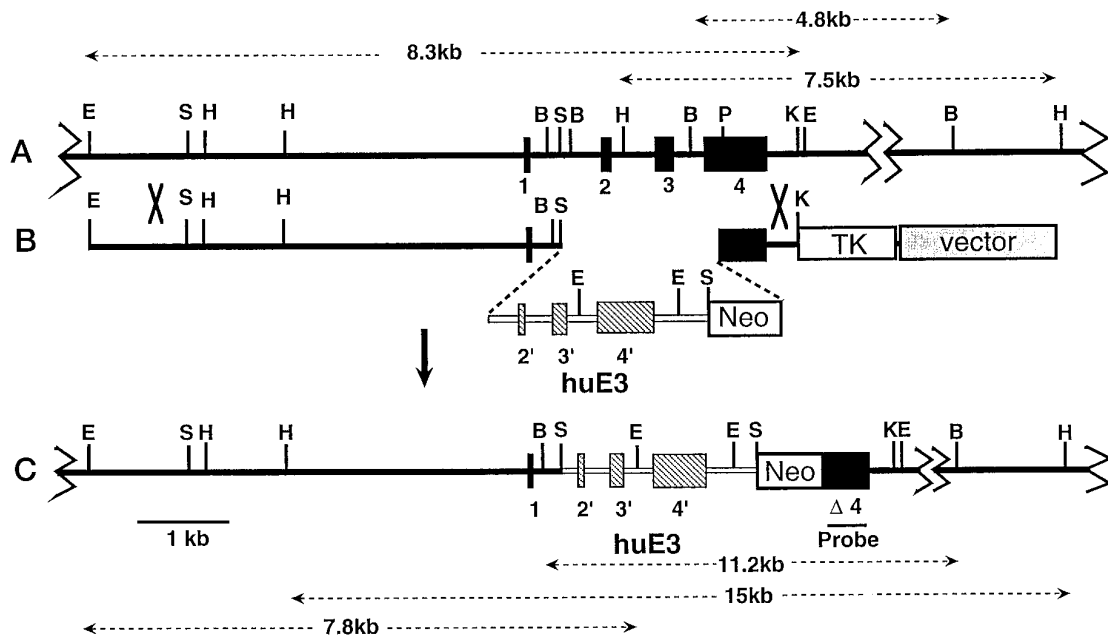 4.8kb
8.3kb
7.5kb
A E S H H B S B H B P K E B H
1 2 3 4
B E S H H B S K TK vector
E E S Neo
2' 3' 4'
huE3
C E S H H B S E E S Neo K E B H
1 2' 3' 4' Δ 4
1 kb huE3 Probe
11.2kb
15kb
7.8kb